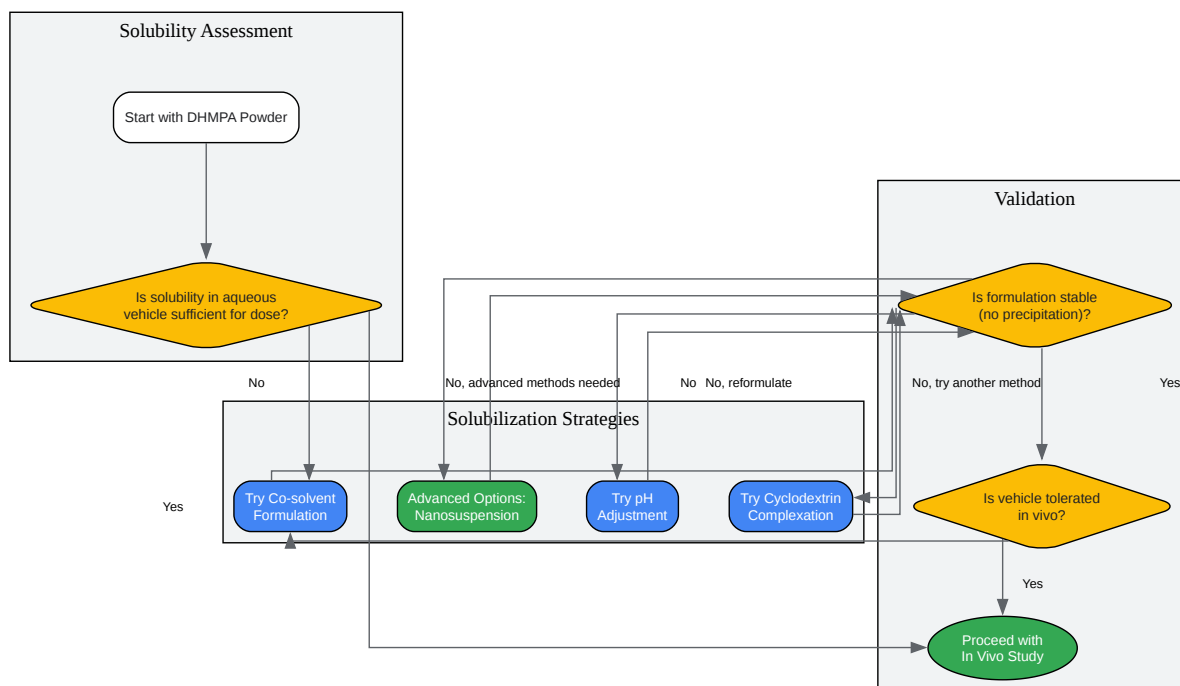 Solubility Assessment
Start with DHMPA Powder
Is solubility in aqueous
vehicle sufficient for dose?
Validation
Is formulation stable
(no precipitation)?
No
No, advanced methods needed
No
No, reformulate
No, try another method
Yes
Solubilization Strategies
Try Co-solvent
Formulation
Advanced Options:
Nanosuspension
Try pH
Adjustment
Try Cyclodextrin
Complexation
Is vehicle tolerated
in vivo?
Yes
Yes
Proceed with
In Vivo Study